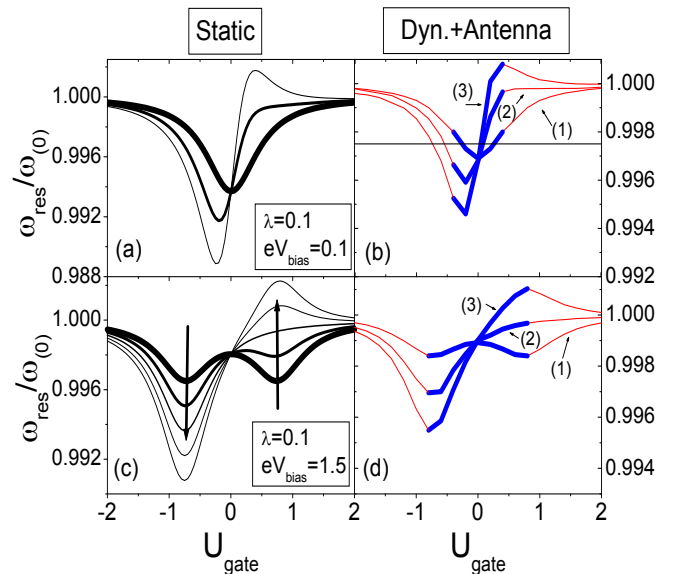 Static
Dyn.+Antenna
ω_res/ω_(0)
1.000
0.996
0.992
0.988
(a)
λ=0.1
eV_bias=0.1
(3)
(2)
(1)
(b)
1.000
0.998
0.996
0.994
0.992
ω_res/ω_(0)
1.000
0.996
0.992
(c)
λ=0.1
eV_bias=1.5
-2 -1 0 1 2
U_gate
(3)
(2)
(1)
(d)
1.000
0.998
0.996
0.994
-1 0 1 2
U_gate